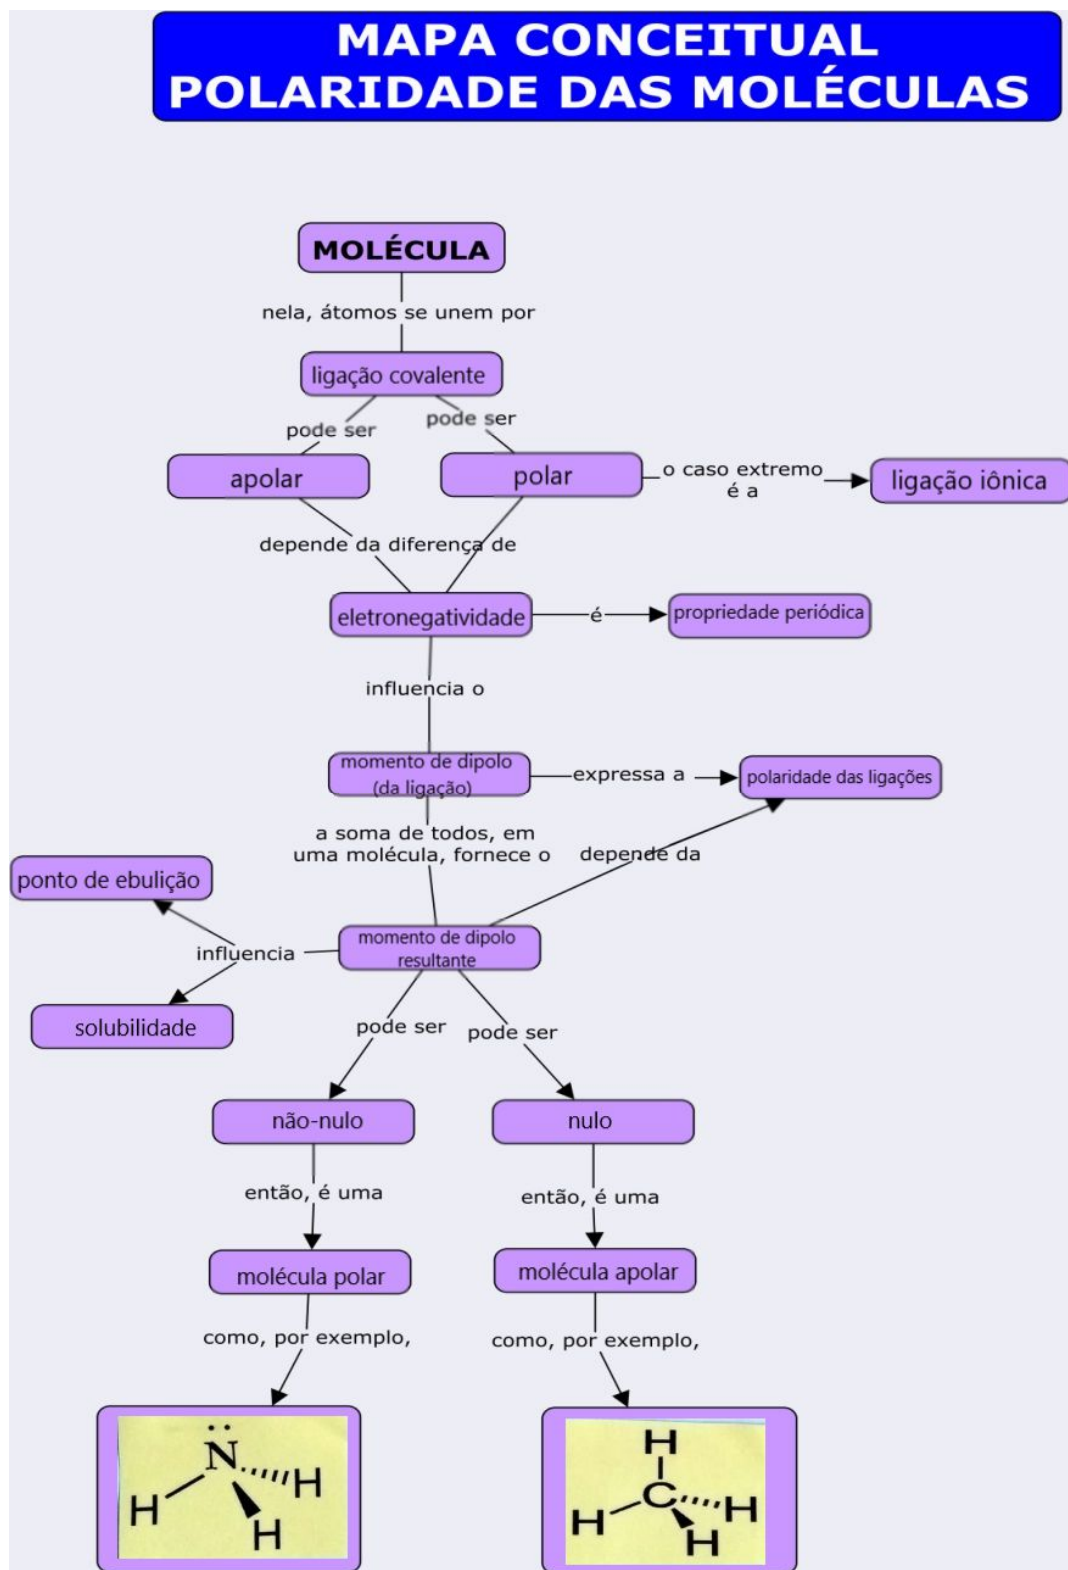 MAPA CONCEITUAL
POLARIDADE DAS MOLÉCULAS
MOLÉCULA
nela, átomos se unem por
ligação covalente
pode ser
pode ser
apolar
polar
o caso extremo
é a
ligação iônica
depende da diferença de
eletronegatividade
é
propriedade periódica
influencia o
momento de dipolo
(da ligação)
expressa a
polaridade das ligações
a soma de todos, em
uma molécula, fornece o
depende da
ponto de ebulição
influencia
momento de dipolo
resultante
solubilidade
pode ser
pode ser
não-nulo
nulo
então, é uma
então, é uma
molécula polar
molécula apolar
como, por exemplo,
como, por exemplo,
N
H
H
H
H
C
H
H
H